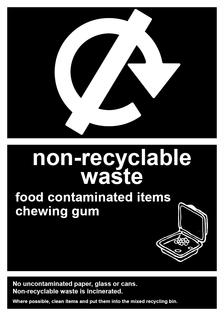 non-recyclable
waste
food contaminated items
chewing gum
No uncontaminated paper, glass or cans.
Non-recyclable waste is incinerated.
Where possible, clean items and put them into the mixed recycling bin.